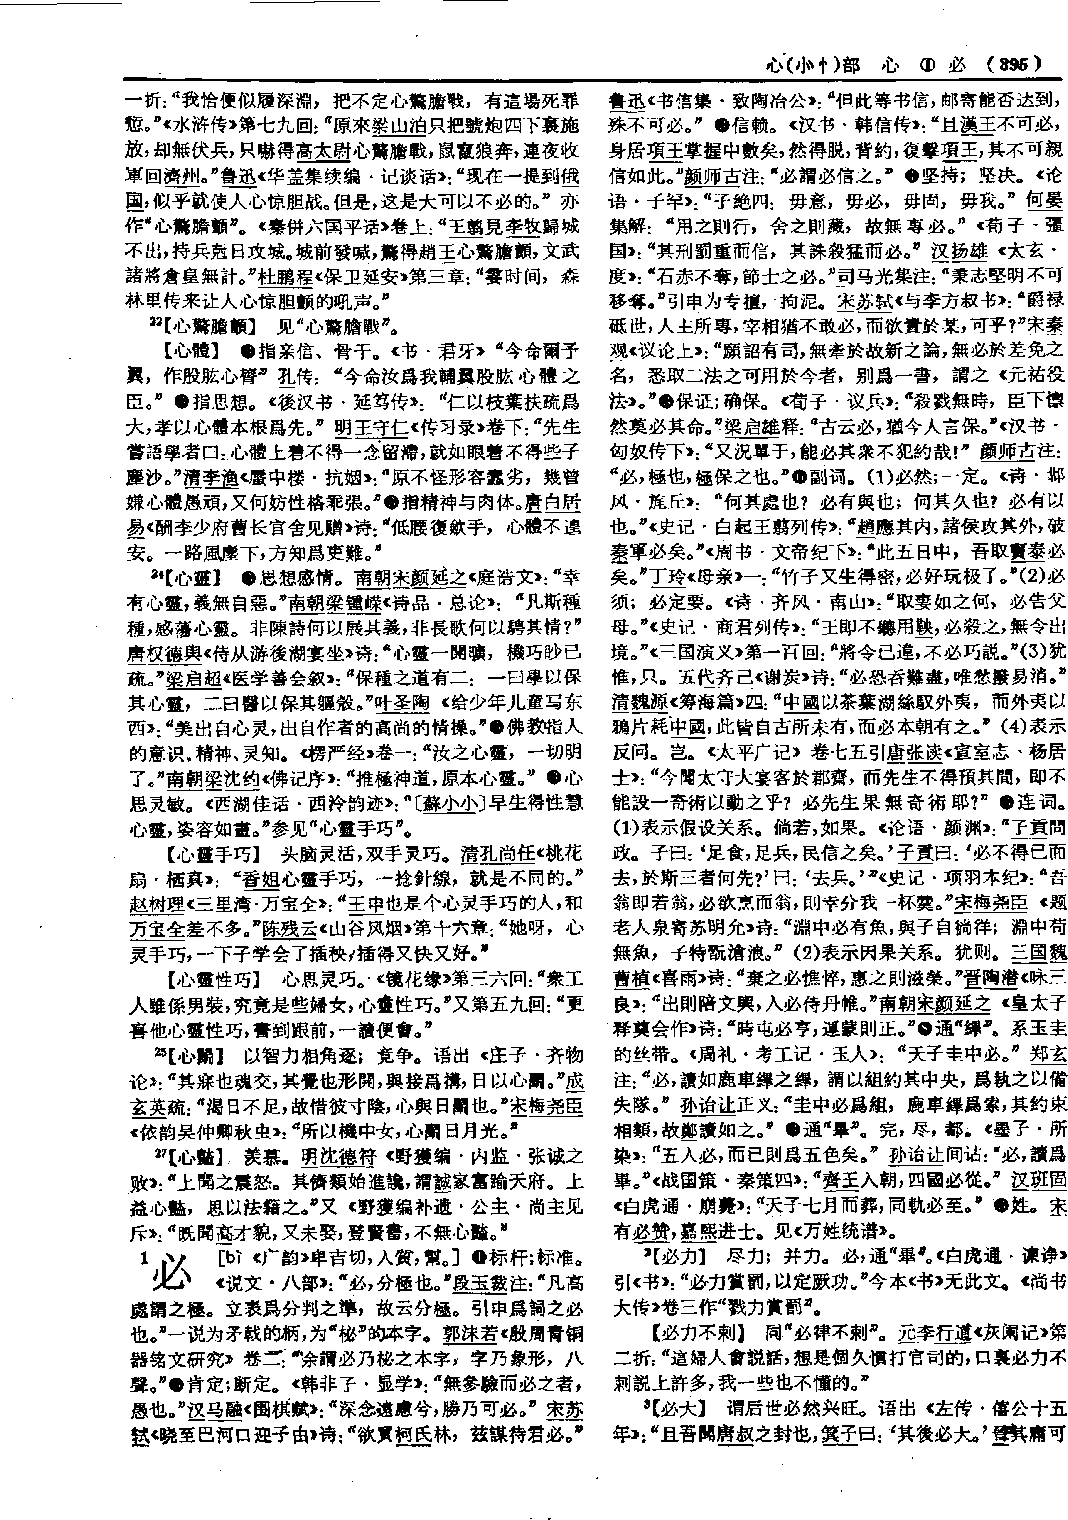 心(小忄)部　心　①　必　（395）
一折：“我恰便似履深淵，把不定心驚膽戰，有這場死罪
愆。”《水浒传》第七九回：“原來梁山泊只把號炮四下裏施
放，却無伏兵，只嚇得高太尉心驚膽戰，鼠竄狼奔，連夜收
軍回濟州。”鲁迅《华盖集续编·记谈话》：“现在一提到俄
国，似乎就使人心惊胆战。但是，这是大可以不必的。”亦
作“心驚膽顫”。《秦併六国平话》卷上：“王翦見李牧歸城
不出，持兵尅日攻城。城前發喊，驚得趙王心驚膽顫，文武
諸將倉皇無計。”杜鹏程《保卫延安》第三章：“霎时间，森
林里传来让人心惊胆颤的吼声。”
22【心驚膽顫】　见“心驚膽戰”。
【心體】　❶指亲信、骨干。《书·君牙》“今命爾予
翼，作股肱心膂”孔传：“今命汝爲我輔翼股肱心體之
臣。”❷指思想。《後汉书·延笃传》：“仁以枝葉扶疏爲
大，孝以心體本根爲先。”明王守仁《传习录》卷下：“先生
嘗語學者曰：心體上着不得一念留滯，就如眼着不得些子
塵沙。”清李渔《蜃中楼·抗姻》：“原不怪形容蠢劣，幾曾
嫌心體愚頑，又何妨性格乖張。”❸指精神与肉体。唐白居
易《酬李少府曹长官舍见赠》诗：“低腰復斂手，心體不遑
安。一落風塵下，方知爲吏難。”
24【心靈】　❶思想感情。南朝宋颜延之《庭诰文》：“幸
有心靈，義無自惡。”南朝梁锺嵘《诗品·总论》：“凡斯種
種，感蕩心靈。非陳詩何以展其義，非長歌何以騁其情？”
唐权德舆《侍从游後湖宴坐》诗：“心靈一開曠，機巧眇已
疏。”梁启超《医学善会叙》：“保種之道有二：一曰學以保
其心靈，二曰醫以保其軀殼。”叶圣陶《给少年儿童写东
西》：“美出自心灵，出自作者的高尚的情操。”❷佛教指人
的意识、精神、灵知。《楞严经》卷一：“汝之心靈，一切明
了。”南朝梁沈约《佛记序》：“推極神道，原本心靈。”❸心
思灵敏。《西湖佳话·西泠韵迹》：“〔蘇小小〕早生得性慧
心靈，姿容如畫。”参见“心靈手巧”。
【心靈手巧】　头脑灵活，双手灵巧。清孔尚任《桃花
扇·栖真》：“香姐心靈手巧，一捻針線，就是不同的。”
赵树理《三里湾·万宝全》：“王申也是个心灵手巧的人，和
万宝全差不多。”陈残云《山谷风烟》第十六章：“她呀，心
灵手巧，一下子学会了插秧，插得又快又好。”
【心靈性巧】　心思灵巧。《镜花缘》第三六回：“衆工
人雖係男裝，究竟是些婦女，心靈性巧。”又第五九回：“更
喜他心靈性巧，書到跟前，一讀便會。”
25【心鬭】　以智力相角逐；竞争。语出《庄子·齐物
论》：“其寐也魂交，其覺也形開，與接爲搆，日以心鬭。”成
玄英疏：“渴日不足，故惜彼寸陰，心與日鬭也。”宋梅尧臣
《依韵吴仲卿秋虫》：“所以機中女，心鬭日月光。”
27【心豔】　羡慕。明沈德符《野獲编·内监·张诚之
败》：“上聞之震怒。其儕類始進讒，謂誠家富踰天府。上
益心豔，思以法籍之。”又《野獲编补遗·公主·尚主见
斥》：“既聞高才貌，又未娶，登賢書，不無心豔。”
1　必　［bì《广韵》卑吉切，入質，幫。］❶标杆；标准。
《说文·八部》：“必，分極也。”段玉裁注：“凡高
處謂之極。立表爲分判之準，故云分極。引申爲詞之必
也。”一说为矛戟的柄，为“柲”的本字。郭沫若《殷周青铜
器铭文研究》卷二：“余謂必乃柲之本字，字乃象形，八
聲。”❷肯定；断定。《韩非子·显学》：“無參驗而必之者，
愚也。”汉马融《围棋赋》：“深念遠慮兮，勝乃可必。”宋苏
轼《晓至巴河口迎子由》诗：“欲買柯氏林，兹謀待君必。”
鲁迅《书信集·致陶冶公》：“但此等书信，邮寄能否达到，
殊不可必。”❸信赖。《汉书·韩信传》：“且漢王不可必，
身居項王掌握中數矣，然得脱，背約，復擊項王，其不可親
信如此。”颜师古注：“必謂必信之。”❹坚持；坚决。《论
语·子罕》：“子絶四：毋意，毋必，毋固，毋我。”何晏
集解：“用之則行，舍之則藏，故無專必。”《荀子·强
国》：“其刑罰重而信，其誅殺猛而必。”汉扬雄《太玄·
度》：“石赤不奪，節士之必。”司马光集注：“秉志堅明不可
移奪。”引申为专擅，拘泥。宋苏轼《与李方叔书》：“爵禄
砥世，人主所專，宰相猶不敢必，而欲責於某，可乎？”宋秦
观《议论上》：“願詔有司，無牽於故新之論，無必於差免之
名，悉取二法之可用於今者，别爲一書，謂之《元祐役
法》。”❺保证；确保。《荀子·议兵》：“殺戮無時，臣下懔
然莫必其命。”梁启雄释：“古云必，猶今人言保。”《汉书·
匈奴传下》：“又況單于，能必其衆不犯約哉！”颜师古注：
“必，極也，極保之也。”❻副词。(1)必然；一定。《诗·邶
风·旄丘》：“何其處也？必有與也；何其久也？必有以
也。”《史记·白起王翦列传》：“趙應其内，諸侯攻其外，破
秦軍必矣。”《周书·文帝纪下》：“此五日中，吾取竇泰必
矣。”丁玲《母亲》一：“竹子又生得密，必好玩极了。”(2)必
须；必定要。《诗·齐风·南山》：“取妻如之何，必告父
母。”《史记·商君列传》：“王即不聽用鞅，必殺之，無令出
境。”《三国演义》第一百回：“將令已違，不必巧説。”(3)犹
惟，只。五代齐己《谢炭》诗：“必恐吞難盡，唯愁撥易消。”
清魏源《筹海篇》四：“中國以茶葉湖絲馭外夷，而外夷以
鴉片耗中國，此皆自古所未有，而必本朝有之。”(4)表示
反问。岂。《太平广记》卷七五引唐张读《宣室志·杨居
士》：“今聞太守大宴客於郡齋，而先生不得預其間，即不
能設一奇術以動之乎？必先生果無奇術耶？”❼连词。
(1)表示假设关系。倘若，如果。《论语·颜渊》：“子貢問
政。子曰：‘足食，足兵，民信之矣。’子貢曰：‘必不得已而
去，於斯三者何先？’曰：‘去兵。’”《史记·项羽本纪》：“吾
翁即若翁，必欲烹而翁，則幸分我一杯羹。”宋梅尧臣《题
老人泉寄苏明允》诗：“淵中必有魚，與子自徜徉；淵中苟
無魚，子特翫滄浪。”(2)表示因果关系。犹则。三国魏
曹植《喜雨》诗：“棄之必憔悴，惠之則滋榮。”晋陶潜《咏三
良》：“出則陪文輿，入必侍丹帷。”南朝宋颜延之《皇太子
释奠会作》诗：“時屯必亨，運蒙則正。”❽通“縪”。系玉圭
的丝带。《周礼·考工记·玉人》：“天子圭中必。”郑玄
注：“必，讀如鹿車縪之縪，謂以組約其中央，爲執之以備
失隊。”孙诒让正义：“圭中必爲組，鹿車縪爲索，其約束
相類，故鄭讀如之。”❾通“畢”。完，尽，都。《墨子·所
染》：“五入必，而已則爲五色矣。”孙诒让间诂：“必，讀爲
畢。”《战国策·秦策四》：“齊王入朝，四國必從。”汉班固
《白虎通·崩薨》：“天子七月而葬，同軌必至。”❿姓。宋
有必赞，嘉熙进士。见《万姓统谱》。
2【必力】　尽力；并力。必，通“畢”。《白虎通·谏诤》
引《书》：“必力賞罰，以定厥功。”今本《书》无此文。《尚书
大传》卷三作“戮力賞罰”。
【必力不剌】　同“必律不剌”。元李行道《灰阑记》第
二折：“這婦人會説話，想是個久慣打官司的，口裏必力不
剌説上許多，我一些也不懂的。”
3【必大】　谓后世必然兴旺。语出《左传·僖公十五
年》：“且吾聞唐叔之封也，箕子曰：‘其後必大。’晉其庸可